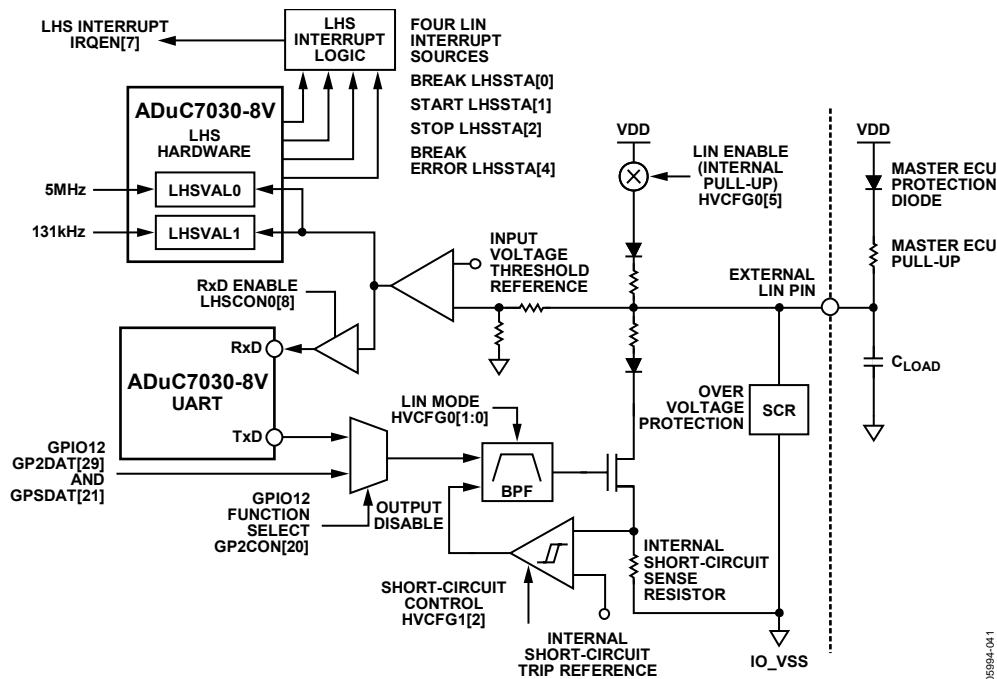 LHS INTERRUPT
IRQEN[7]
LHS
INTERRUPT
LOGIC
FOUR LIN
INTERRUPT
SOURCES
BREAK LHSSTA[0]
START LHSSTA[1]
STOP LHSSTA[2]
BREAK
ERROR LHSSTA[4]
ADuC7030-8V
LHS
HARDWARE
5MHz
LHSVAL0
131kHz
LHSVAL1
VDD
LIN ENABLE
(INTERNAL
PULL-UP)
HVCFG0[5]
VDD
MASTER ECU
PROTECTION
DIODE
MASTER ECU
PULL-UP
INPUT
VOLTAGE
THRESHOLD
REFERENCE
EXTERNAL
LIN PIN
RxD ENABLE
LHSCON0[8]
RxD
ADuC7030-8V
UART
TxD
CLOAD
OVER
VOLTAGE
PROTECTION
SCR
LIN MODE
HVCFG0[1:0]
BPF
GPIO12
GP2DAT[29]
AND
GPSDAT[21]
GPIO12
FUNCTION
SELECT
GP2CON[20]
OUTPUT
DISABLE
SHORT-CIRCUIT
CONTROL
HVCFG1[2]
INTERNAL
SHORT-CIRCUIT
SENSE
RESISTOR
INTERNAL
SHORT-CIRCUIT
TRIP REFERENCE
IO_VSS
05994-041